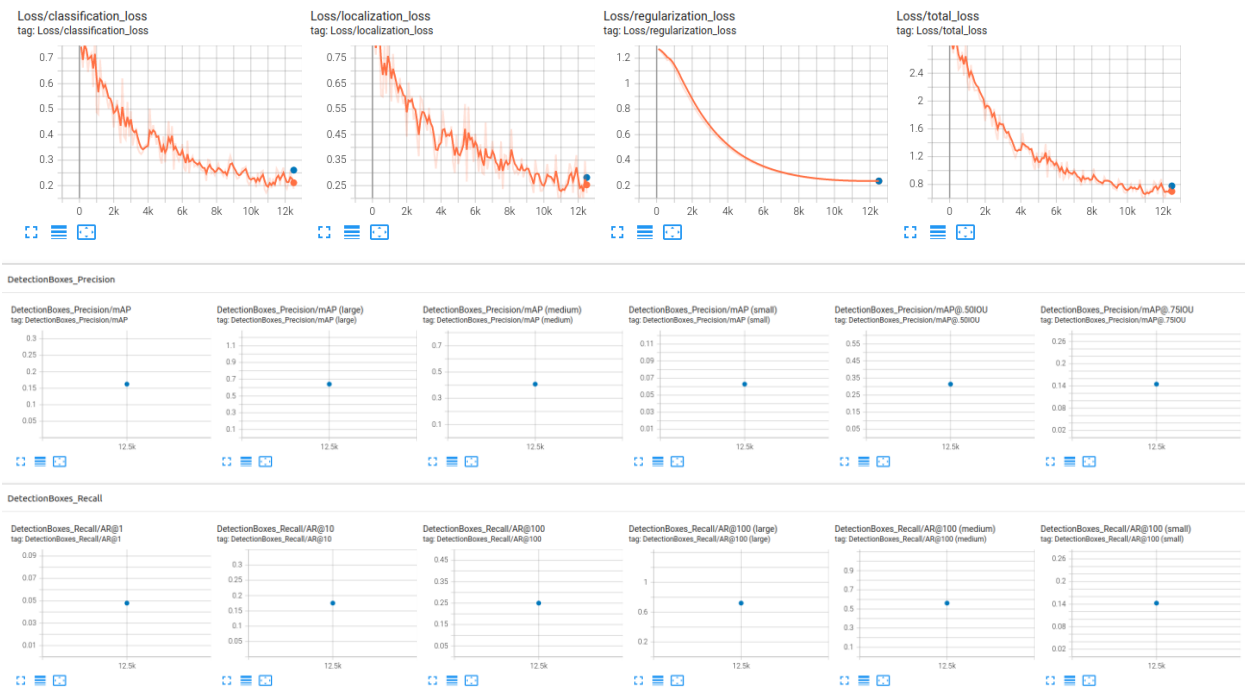 Loss/classification_loss
tag: Loss/classification_loss
0.7
0.6
0.5
0.4
0.3
0.2
0 2k 4k 6k 8k 10k 12k
Loss/localization_loss
tag: Loss/localization_loss
0.75
0.65
0.55
0.45
0.35
0.25
0 2k 4k 6k 8k 10k 12k
Loss/regularization_loss
tag: Loss/regularization_loss
1.2
1
0.8
0.6
0.4
0.2
0 2k 4k 6k 8k 10k 12k
Loss/total_loss
tag: Loss/total_loss
2.4
2
1.6
1.2
0.8
0 2k 4k 6k 8k 10k 12k
DetectionBoxes_Precision
DetectionBoxes_Precision/mAP
tag: DetectionBoxes_Precision/mAP
0.3
0.25
0.2
0.15
0.1
0.05
12.5k
DetectionBoxes_Precision/mAP (large)
tag: DetectionBoxes_Precision/mAP (large)
1.1
0.9
0.7
0.5
0.3
0.1
12.5k
DetectionBoxes_Precision/mAP (medium)
tag: DetectionBoxes_Precision/mAP (medium)
0.7
0.5
0.3
0.1
12.5k
DetectionBoxes_Precision/mAP (small)
tag: DetectionBoxes_Precision/mAP (small)
0.11
0.09
0.07
0.05
0.03
0.01
12.5k
DetectionBoxes_Precision/mAP@.50IOU
tag: DetectionBoxes_Precision/mAP@.50IOU
0.55
0.45
0.35
0.25
0.15
0.05
12.5k
DetectionBoxes_Precision/mAP@.75IOU
tag: DetectionBoxes_Precision/mAP@.75IOU
0.26
0.2
0.14
0.08
0.02
12.5k
DetectionBoxes_Recall
DetectionBoxes_Recall/AR@1
tag: DetectionBoxes_Recall/AR@1
0.09
0.07
0.05
0.03
0.01
12.5k
DetectionBoxes_Recall/AR@10
tag: DetectionBoxes_Recall/AR@10
0.3
0.25
0.2
0.15
0.1
0.05
12.5k
DetectionBoxes_Recall/AR@100
tag: DetectionBoxes_Recall/AR@100
0.45
0.35
0.25
0.15
0.05
12.5k
DetectionBoxes_Recall/AR@100 (large)
tag: DetectionBoxes_Recall/AR@100 (large)
1
0.6
0.2
12.5k
DetectionBoxes_Recall/AR@100 (medium)
tag: DetectionBoxes_Recall/AR@100 (medium)
0.9
0.7
0.5
0.3
0.1
12.5k
DetectionBoxes_Recall/AR@100 (small)
tag: DetectionBoxes_Recall/AR@100 (small)
0.26
0.2
0.14
0.08
0.02
12.5k